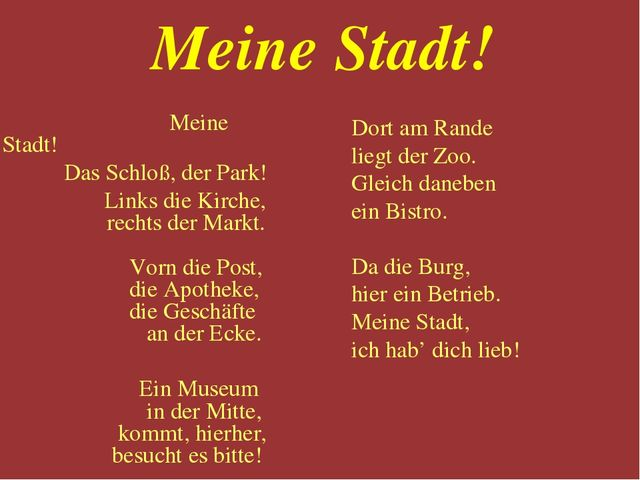 Meine Stadt!
Meine
Stadt!
Das Schloß, der Park!
Links die Kirche,
rechts der Markt.
Vorn die Post,
die Apotheke,
die Geschäfte
an der Ecke.
Ein Museum
in der Mitte,
kommt, hierher,
besucht es bitte!
Dort am Rande
liegt der Zoo.
Gleich daneben
ein Bistro.
Da die Burg,
hier ein Betrieb.
Meine Stadt,
ich hab’ dich lieb!